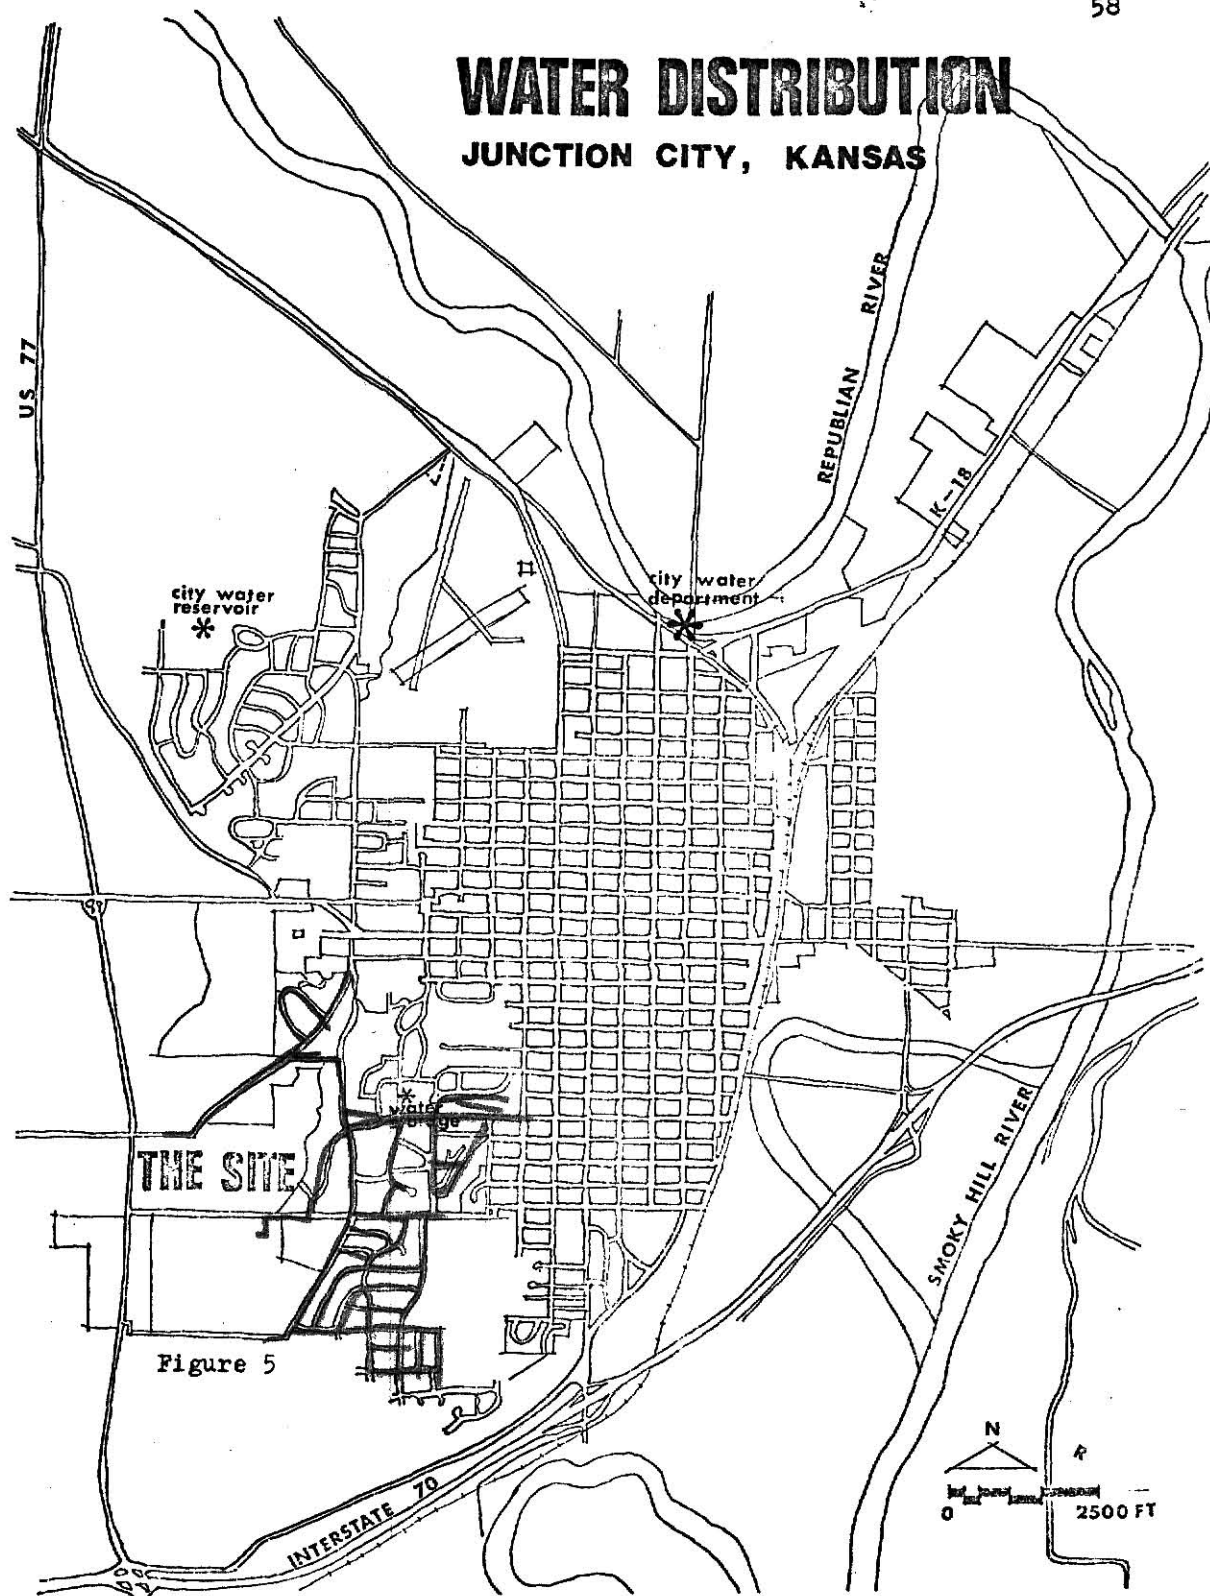 58
WATER DISTRIBUTION
JUNCTION CITY, KANSAS
US 77
REPUBLIAN RIVER
K-18
city water
reservoir
city water
department
water
THE SITE
SMOKY HILL RIVER
Figure 5
INTERSTATE 70
N
R
0 2500 FT